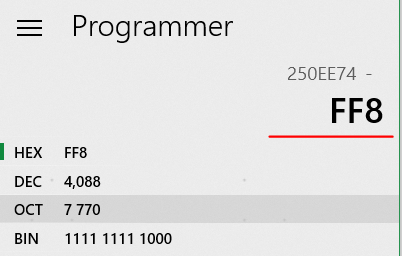 Programmer
250EE74 -
FF8
HEX FF8
DEC 4,088
OCT 7 770
BIN 1111 1111 1000